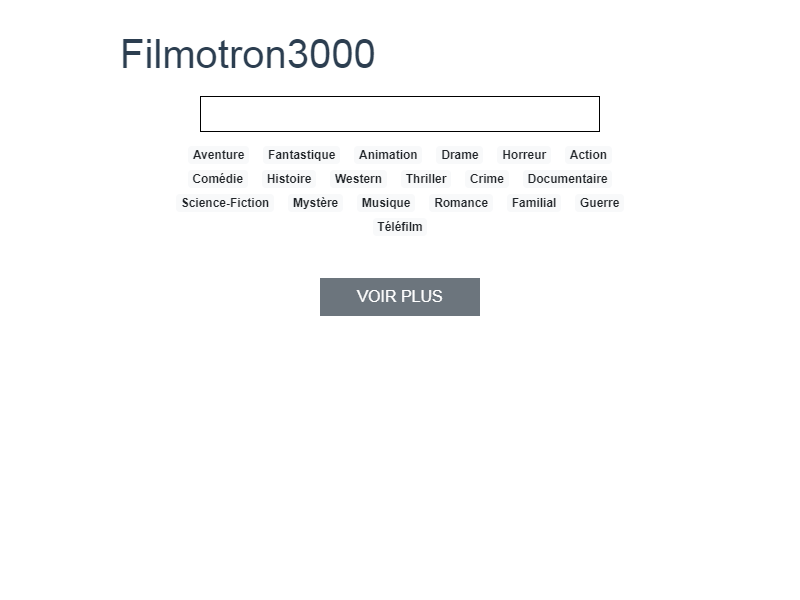 Filmotron3000
Aventure Fantastique Animation Drame Horreur Action
Comédie Histoire Western Thriller Crime Documentaire
Science-Fiction Mystère Musique Romance Familial Guerre
Téléfilm
VOIR PLUS